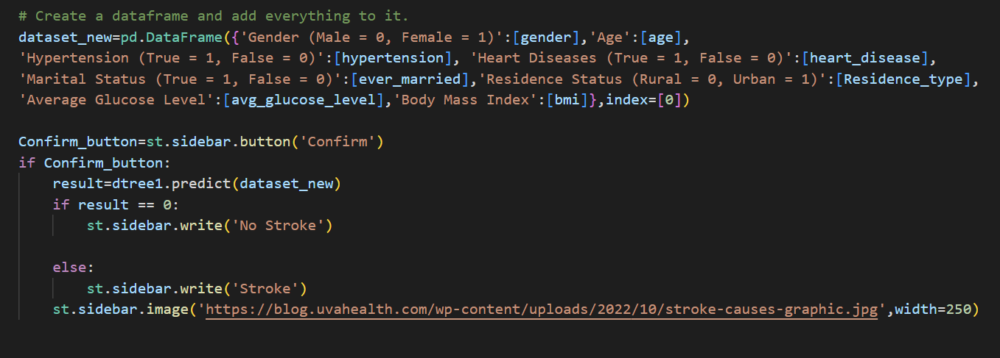 # Create a dataframe and add everything to it.
dataset_new=pd.DataFrame({'Gender (Male = 0, Female = 1)':[gender],'Age':[age],
'Hypertension (True = 1, False = 0)':[hypertension], 'Heart Diseases (True = 1, False = 0)':[heart_disease],
'Marital Status (True = 1, False = 0)':[ever_married],'Residence Status (Rural = 0, Urban = 1)':[Residence_type],
'Average Glucose Level':[avg_glucose_level],'Body Mass Index':[bmi]},index=[0])
Confirm_button=st.sidebar.button('Confirm')
if Confirm_button:
    result=dtree1.predict(dataset_new)
    if result == 0:
        st.sidebar.write('No Stroke')
    else:
        st.sidebar.write('Stroke')
    st.sidebar.image('https://blog.uvahealth.com/wp-content/uploads/2022/10/stroke-causes-graphic.jpg',width=250)